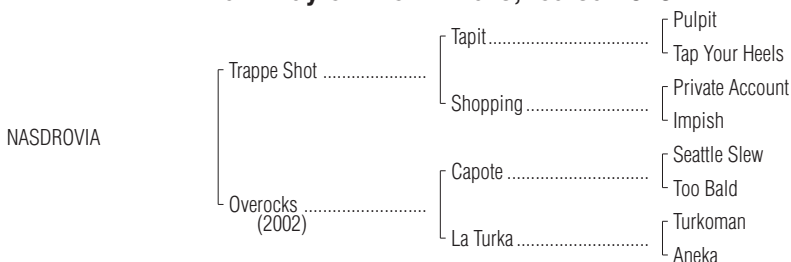 Pulpit
Tapit
Tap Your Heels
Trappe Shot
Private Account
Shopping
Impish
NASDROVIA
Seattle Slew
Capote
Too Bald
Overocks
(2002)
Turkoman
La Turka
Aneka